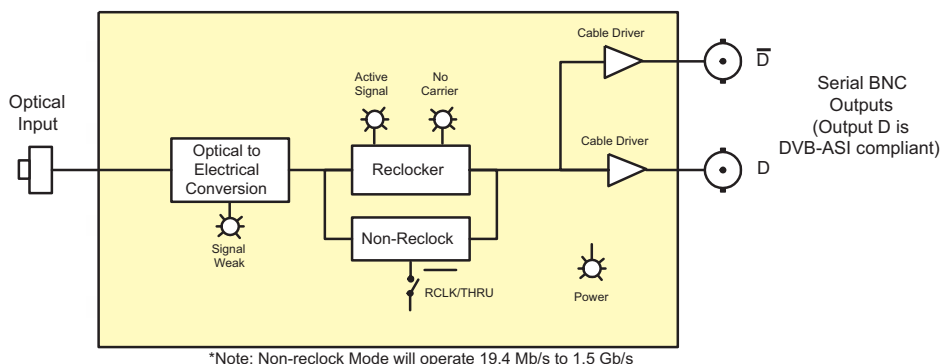 Cable Driver
D
Active
Signal
No
Carrier
Serial BNC
Outputs
(Output D is
DVB-ASI compliant)
Optical
Input
Optical to
Electrical
Conversion
Reclocker
Cable Driver
D
Signal
Weak
Non-Reclock
RCLK/THRU
Power
*Note: Non-reclock Mode will operate 19.4 Mb/s to 1.5 Gb/s